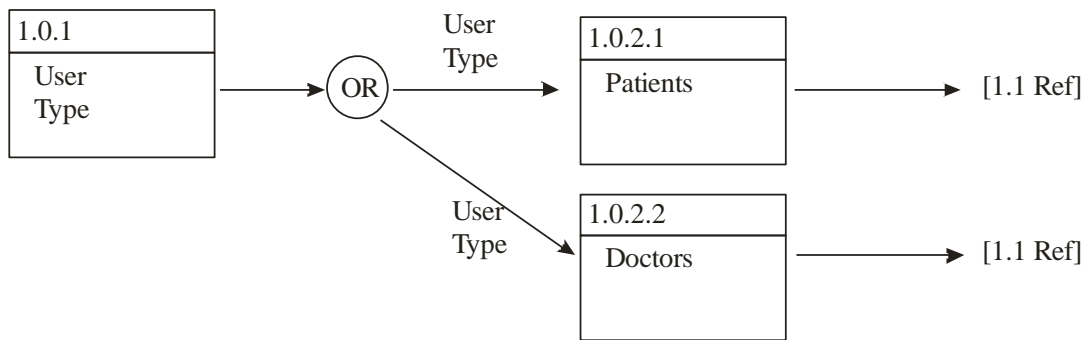 1.0.1
User
Type
OR
User
Type
1.0.2.1
Patients
[1.1 Ref]
User
Type
1.0.2.2
Doctors
[1.1 Ref]